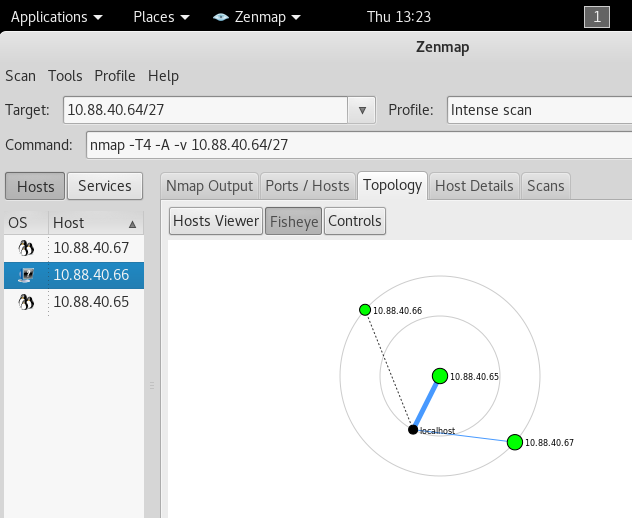 Applications Places Zenmap Thu 13:23 1
Zenmap
Scan Tools Profile Help
Target: 10.88.40.64/27 Profile: Intense scan
Command: nmap -T4 -A -v 10.88.40.64/27
Hosts Services
Nmap Output Ports / Hosts Topology Host Details Scans
OS Host
Hosts Viewer Fisheye Controls
10.88.40.67
10.88.40.66
10.88.40.65
10.88.40.66
10.88.40.65
localhost
10.88.40.67